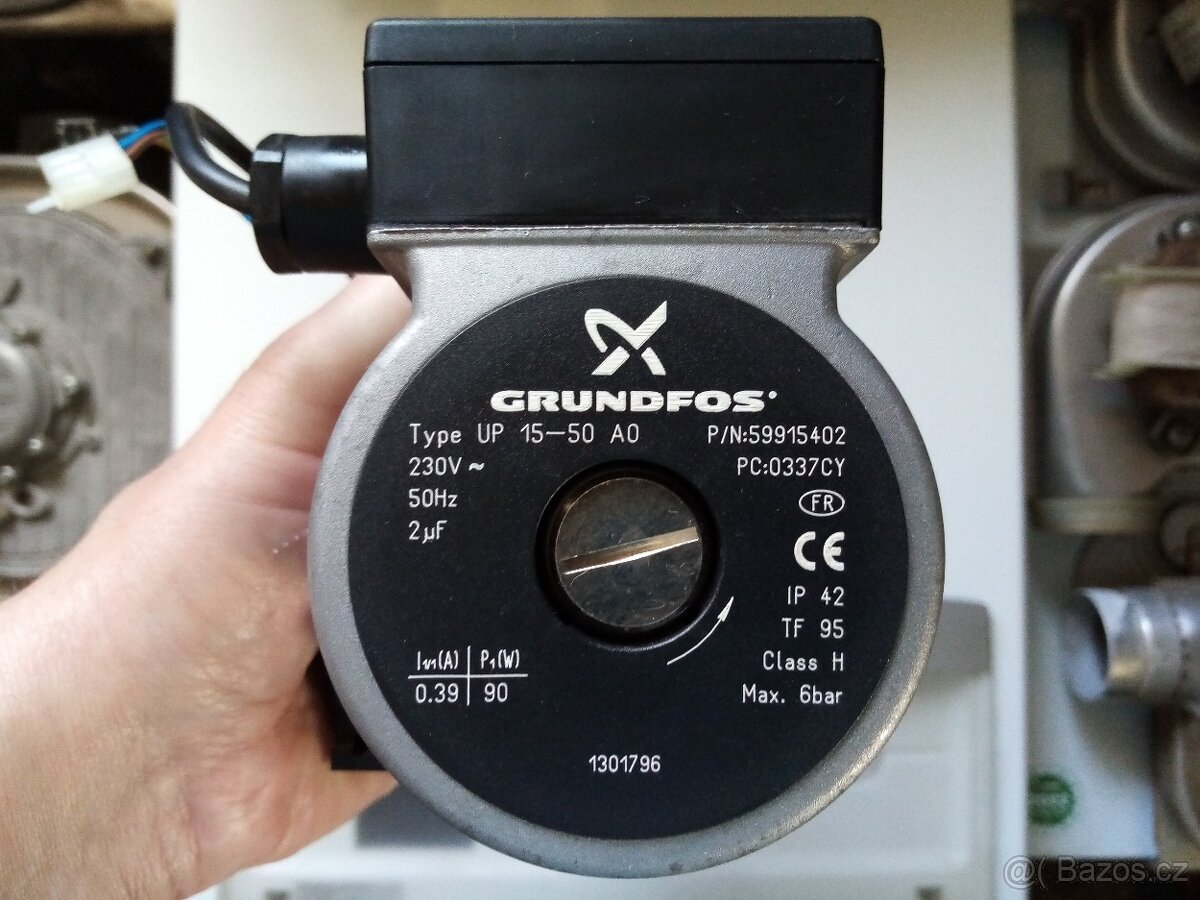 GRUNDFOS
Type UP 15-50 AO P/N:59915402
230V ~ PC:0337CY
50Hz FR
2µF CE
IP 42
TF 95
I1/1(A) P1(W) Class H
0.39 90 Max. 6bar
1301796
@( Bazos.cz